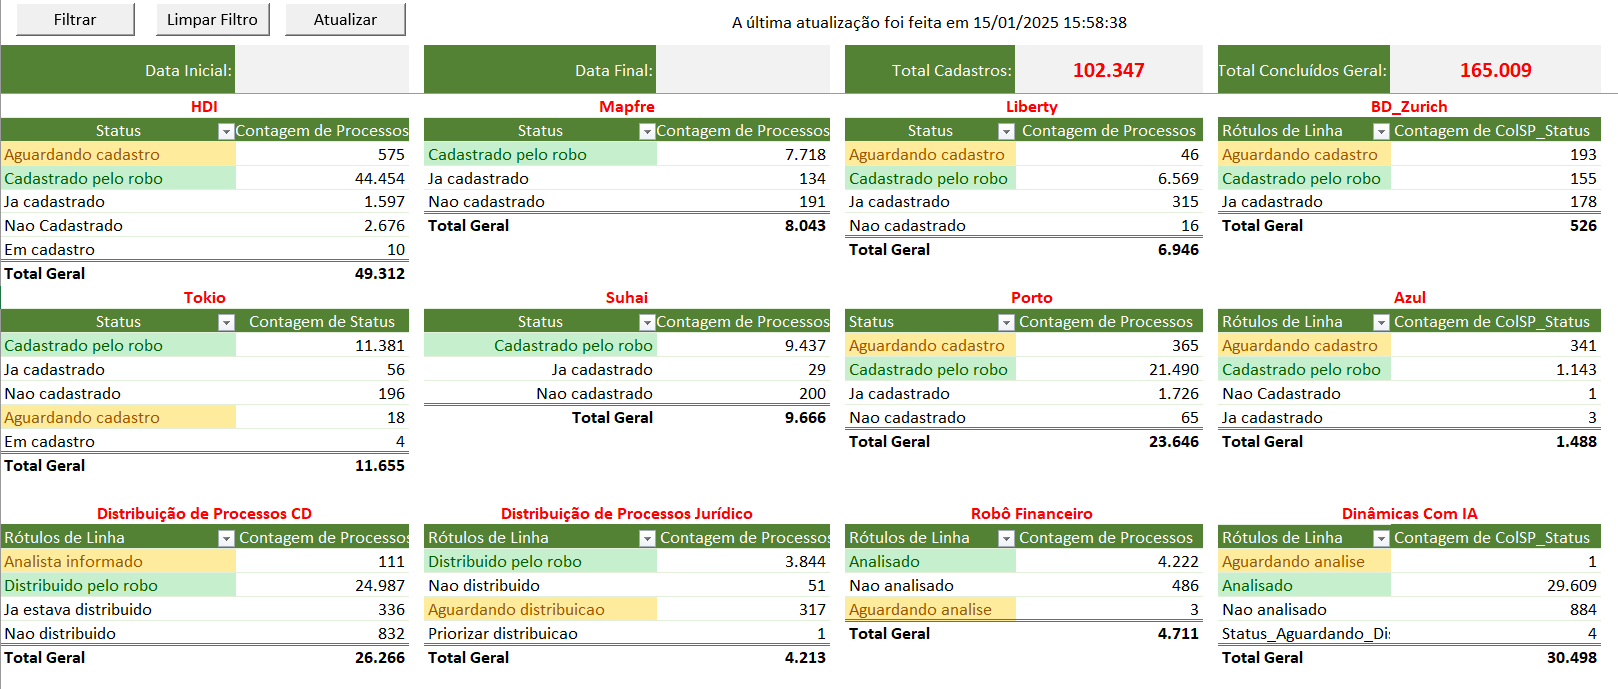 Filtrar Limpar Filtro Atualizar A última atualização foi feita em 15/01/2025 15:58:38
Data Inicial: Data Final: Total Cadastros: 102.347 Total Concluídos Geral: 165.009
HDI
Status Contagem de Processos
Aguardando cadastro 575
Cadastrado pelo robo 44.454
Ja cadastrado 1.597
Nao Cadastrado 2.676
Em cadastro 10
Total Geral 49.312
Mapfre
Status Contagem de Processos
Cadastrado pelo robo 7.718
Ja cadastrado 134
Nao cadastrado 191
Total Geral 8.043
Liberty
Status Contagem de Processos
Aguardando cadastro 46
Cadastrado pelo robo 6.569
Ja cadastrado 315
Nao cadastrado 16
Total Geral 6.946
BD_Zurich
Rótulos de Linha Contagem de ColSP_Status
Aguardando cadastro 193
Cadastrado pelo robo 155
Ja cadastrado 178
Total Geral 526
Tokio
Status Contagem de Status
Cadastrado pelo robo 11.381
Ja cadastrado 56
Nao cadastrado 196
Aguardando cadastro 18
Em cadastro 4
Total Geral 11.655
Suhai
Status Contagem de Processos
Cadastrado pelo robo 9.437
Ja cadastrado 29
Nao cadastrado 200
Total Geral 9.666
Porto
Status Contagem de Processos
Aguardando cadastro 365
Cadastrado pelo robo 21.490
Ja cadastrado 1.726
Nao cadastrado 65
Total Geral 23.646
Azul
Rótulos de Linha Contagem de ColSP_Status
Aguardando cadastro 341
Cadastrado pelo robo 1.143
Nao Cadastrado 1
Ja cadastrado 3
Total Geral 1.488
Distribuição de Processos CD
Rótulos de Linha Contagem de Processos
Analista informado 111
Distribuido pelo robo 24.987
Ja estava distribuido 336
Nao distribuido 832
Total Geral 26.266
Distribuição de Processos Jurídico
Rótulos de Linha Contagem de Processos
Distribuido pelo robo 3.844
Nao distribuido 51
Aguardando distribuicao 317
Priorizar distribuicao 1
Total Geral 4.213
Robô Financeiro
Rótulos de Linha Contagem de Processos
Analisado 4.222
Nao analisado 486
Aguardando analise 3
Total Geral 4.711
Dinâmicas Com IA
Rótulos de Linha Contagem de ColSP_Status
Aguardando analise 1
Analisado 29.609
Nao analisado 884
Status_Aguardando_Di 4
Total Geral 30.498